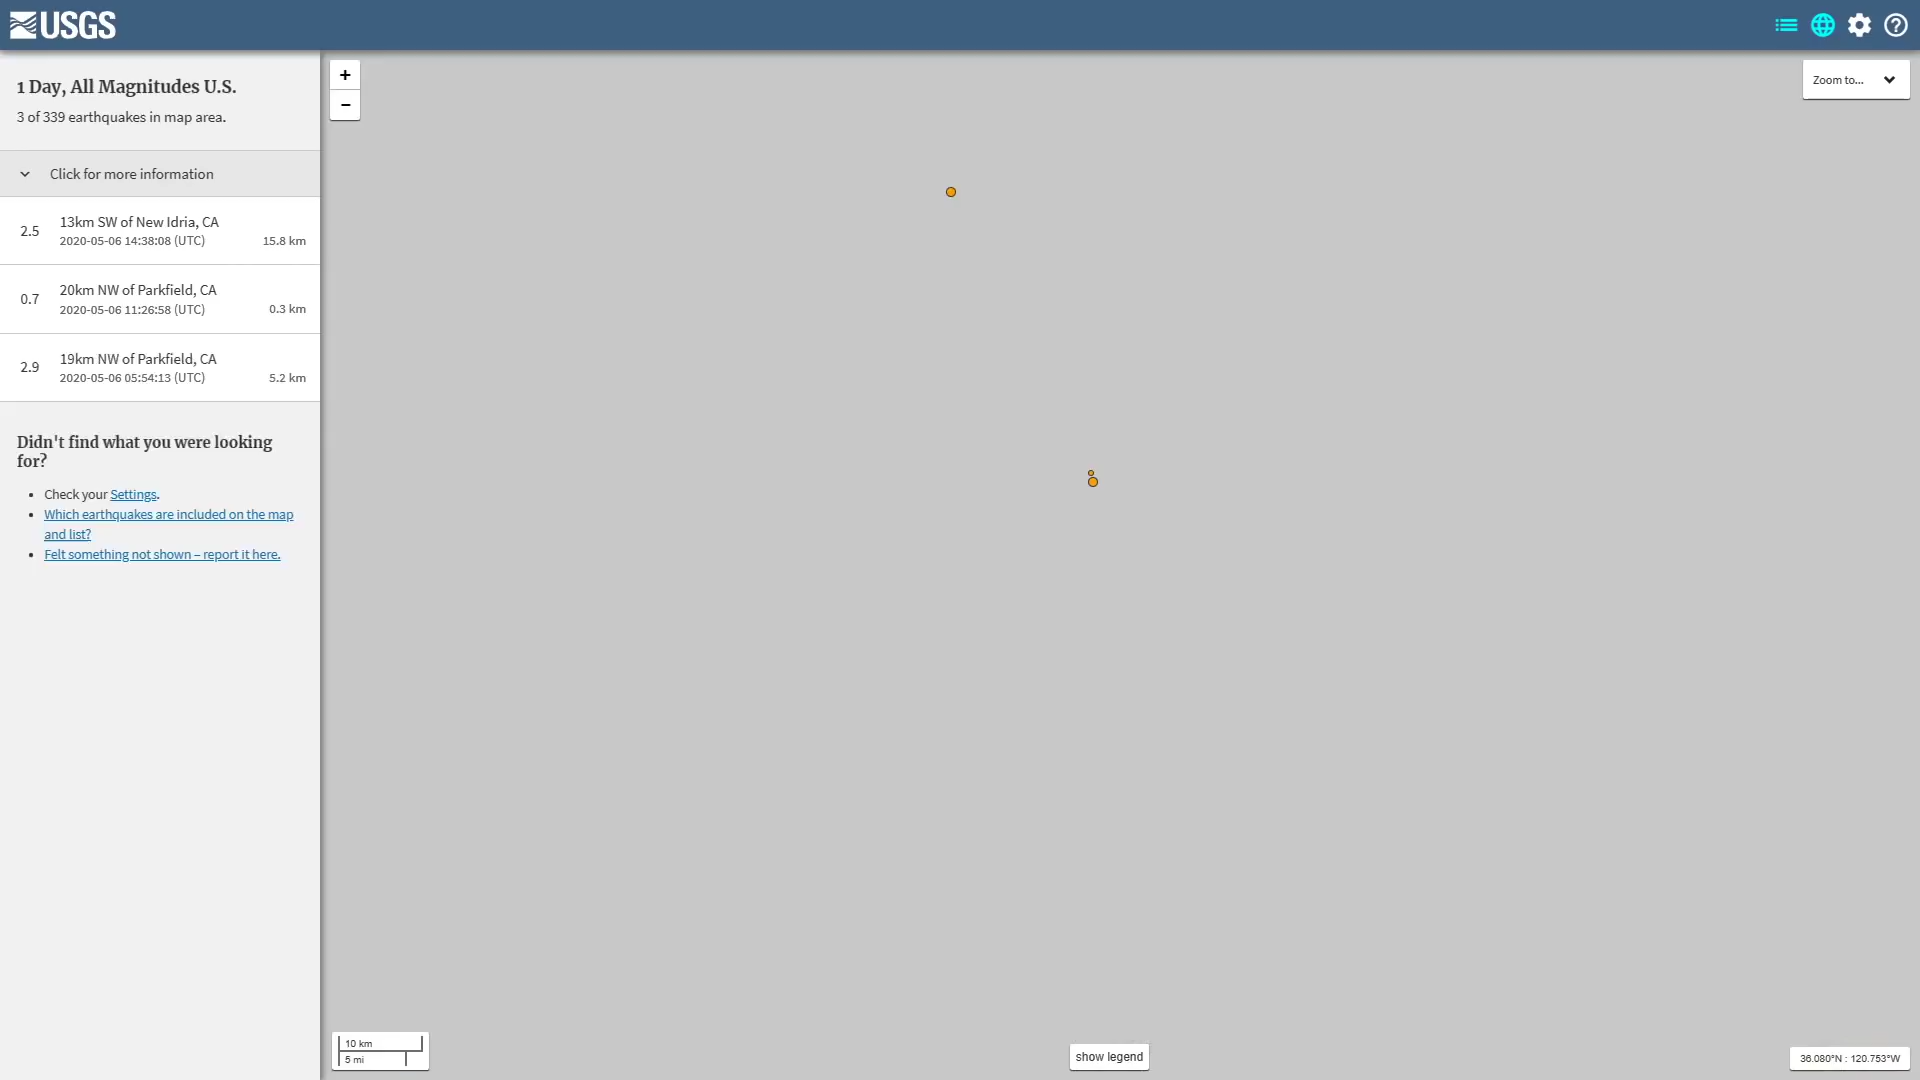 USGS
1 Day, All Magnitudes U.S.
3 of 339 earthquakes in map area.
Click for more information
2.5
13km SW of New Idria, CA
2020-05-06 14:38:08 (UTC)
15.8 km
0.7
20km NW of Parkfield, CA
2020-05-06 11:26:58 (UTC)
0.3 km
2.9
19km NW of Parkfield, CA
2020-05-06 05:54:13 (UTC)
5.2 km
Didn't find what you were looking
for?
Check your Settings.
Which earthquakes are included on the map
and list?
Felt something not shown – report it here.
+
−
Zoom to...
10 km
5 mi
show legend
36.080°N : 120.753°W